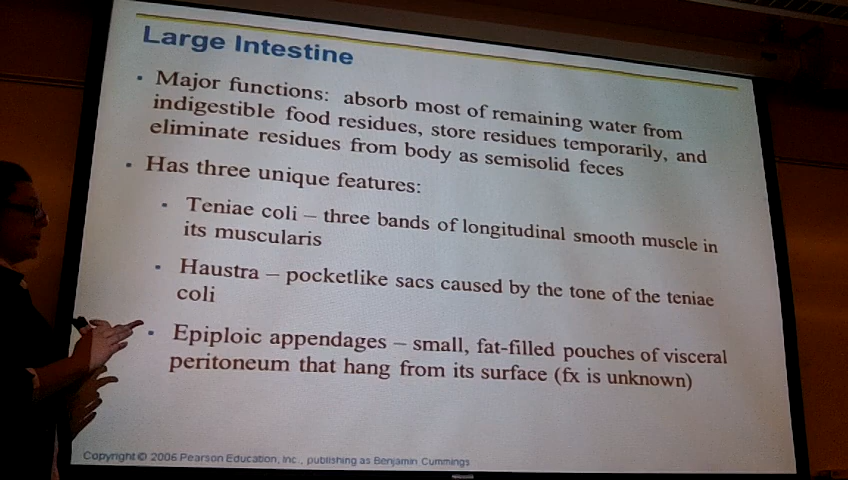 Large Intestine
• Major functions: absorb most of remaining water from
indigestible food residues, store residues temporarily, and
eliminate residues from body as semisolid feces
• Has three unique features:
• Teniae coli – three bands of longitudinal smooth muscle in
its muscularis
• Haustra – pocketlike sacs caused by the tone of the teniae
coli
• Epiploic appendages – small, fat-filled pouches of visceral
peritoneum that hang from its surface (fx is unknown)
Copyright © 2006 Pearson Education, Inc., publishing as Benjamin Cummings